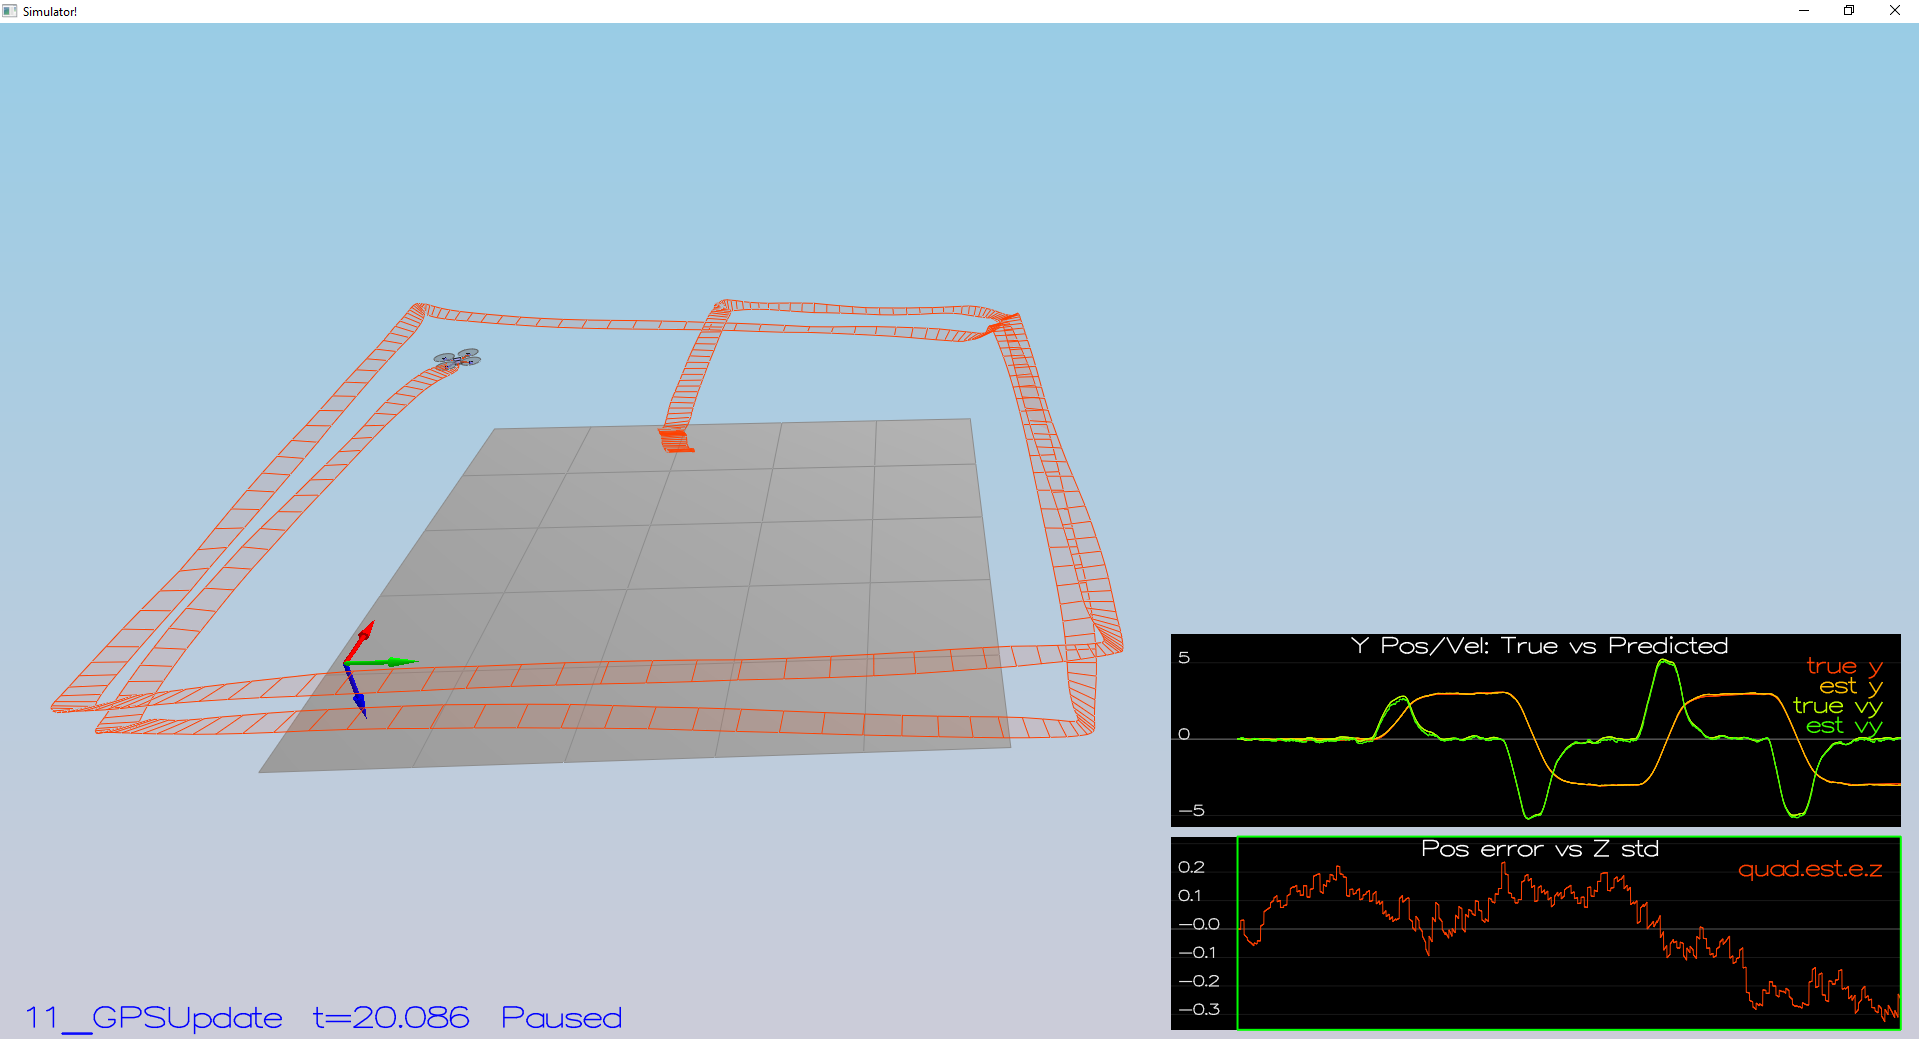 Simulator!
Y Pos/Vel: True vs Predicted
5
0
−5
true y
est y
true vy
est vy
Pos error vs Z std
0.2
0.1
−0.0
−0.1
−0.2
−0.3
quad.est.e.z
11__GPSUpdate t=20.086 Paused